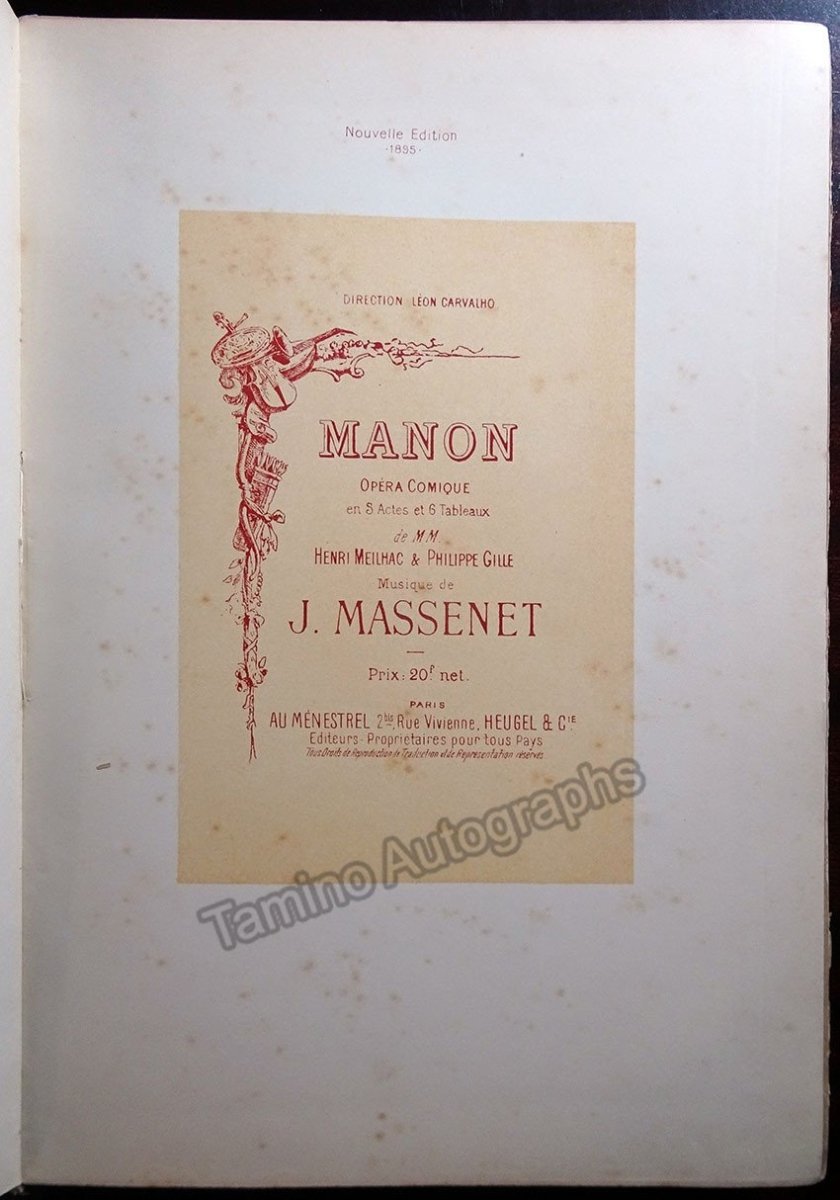 Nouvelle Edition
·1895·
DIRECTION LÉON CARVALHO
MANON
OPÉRA COMIQUE
en 5 Actes et 6 Tableaux
de MM.
HENRI MEILHAC & PHILIPPE GILLE
Musique de
J. MASSENET
Prix: 20f net.
PARIS
AU MÉNESTREL 2bis, Rue Vivienne, HEUGEL & CIE
Editeurs-Propriétaires pour tous Pays
Tous Droits de Reproduction de Traduction et de Représentation réservés.
Tamino Autographs